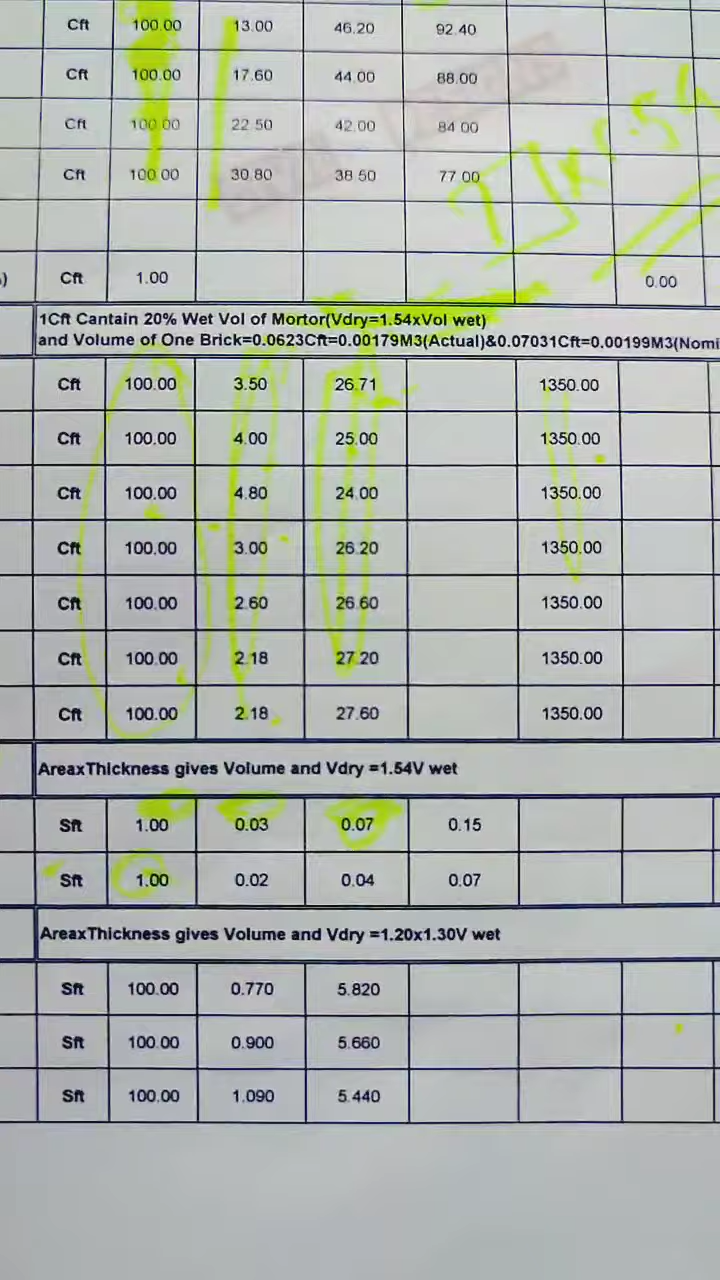 Cft 100.00 13.00 46.20 92.40
Cft 100.00 17.60 44.00 88.00
Cft 100.00 22.50 42.00 84.00
Cft 100.00 30.80 38.50 77.00
) Cft 1.00 0.00
1Cft Cantain 20% Wet Vol of Mortor(Vdry=1.54xVol wet)
and Volume of One Brick=0.0623Cft=0.00179M3(Actual)&0.07031Cft=0.00199M3(Nomi
Cft 100.00 3.50 26.71 1350.00
Cft 100.00 4.00 25.00 1350.00
Cft 100.00 4.80 24.00 1350.00
Cft 100.00 3.00 26.20 1350.00
Cft 100.00 2.60 26.60 1350.00
Cft 100.00 2.18 27.20 1350.00
Cft 100.00 2.18 27.60 1350.00
AreaxThickness gives Volume and Vdry =1.54V wet
Sft 1.00 0.03 0.07 0.15
Sft 1.00 0.02 0.04 0.07
AreaxThickness gives Volume and Vdry =1.20x1.30V wet
Sft 100.00 0.770 5.820
Sft 100.00 0.900 5.660
Sft 100.00 1.090 5.440